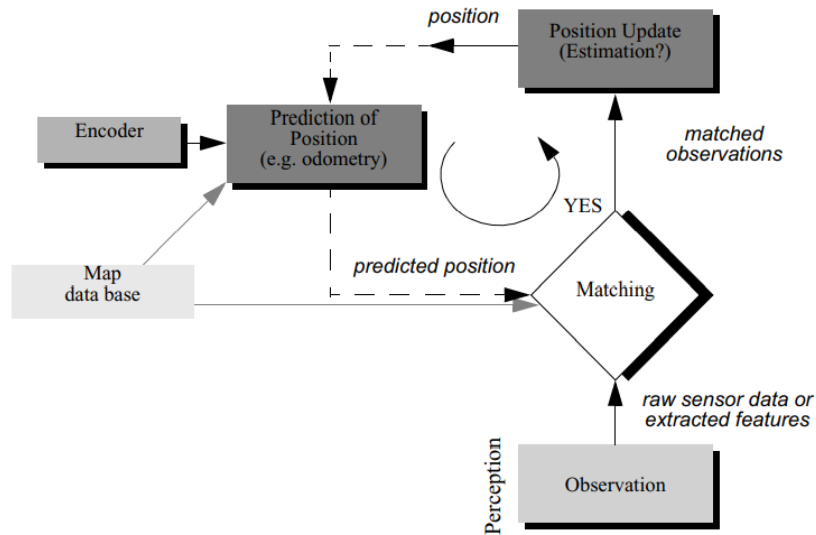 position
Position Update
(Estimation?)
Encoder
Prediction of
Position
(e.g. odometry)
matched
observations
YES
Map
data base
predicted position
Matching
raw sensor data or
extracted features
Perception
Observation